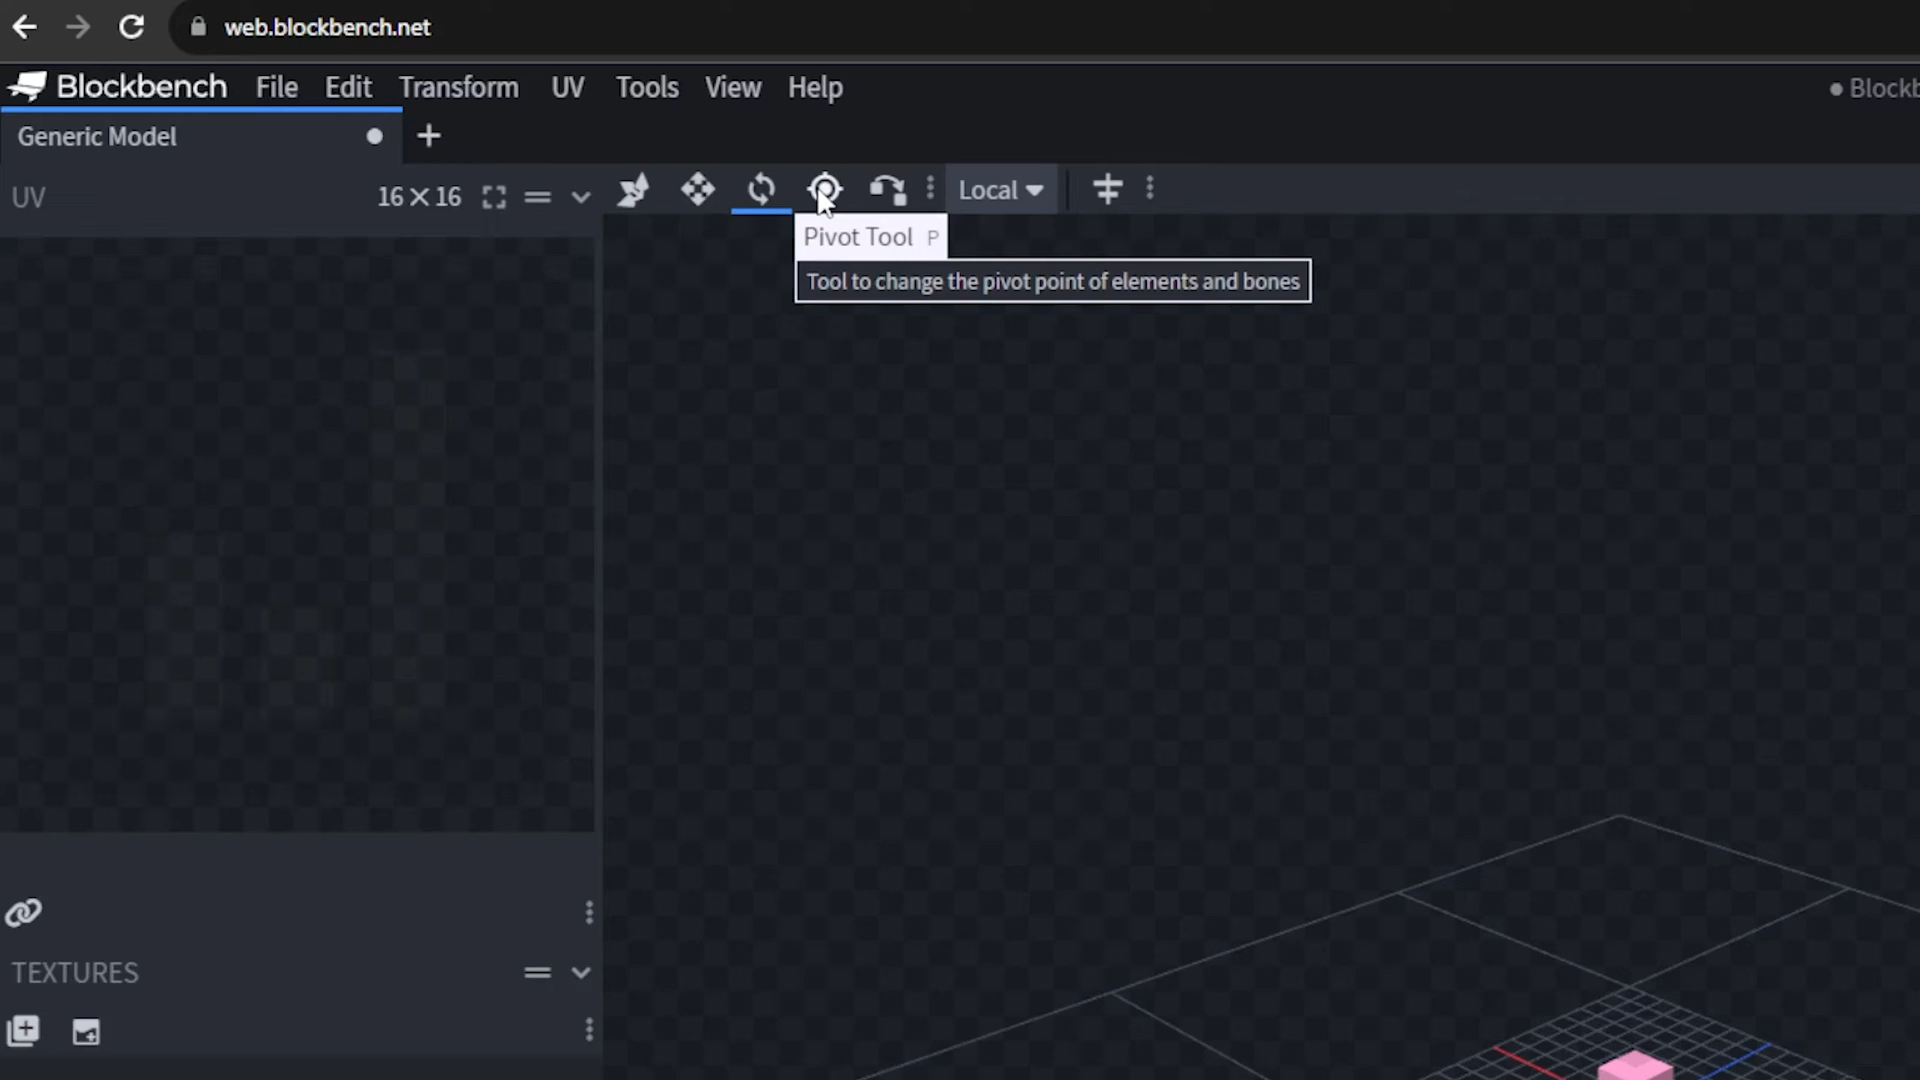 web.blockbench.net
Blockbench File Edit Transform UV Tools View Help
Generic Model
UV 16×16 Local
Pivot Tool P
Tool to change the pivot point of elements and bones
TEXTURES